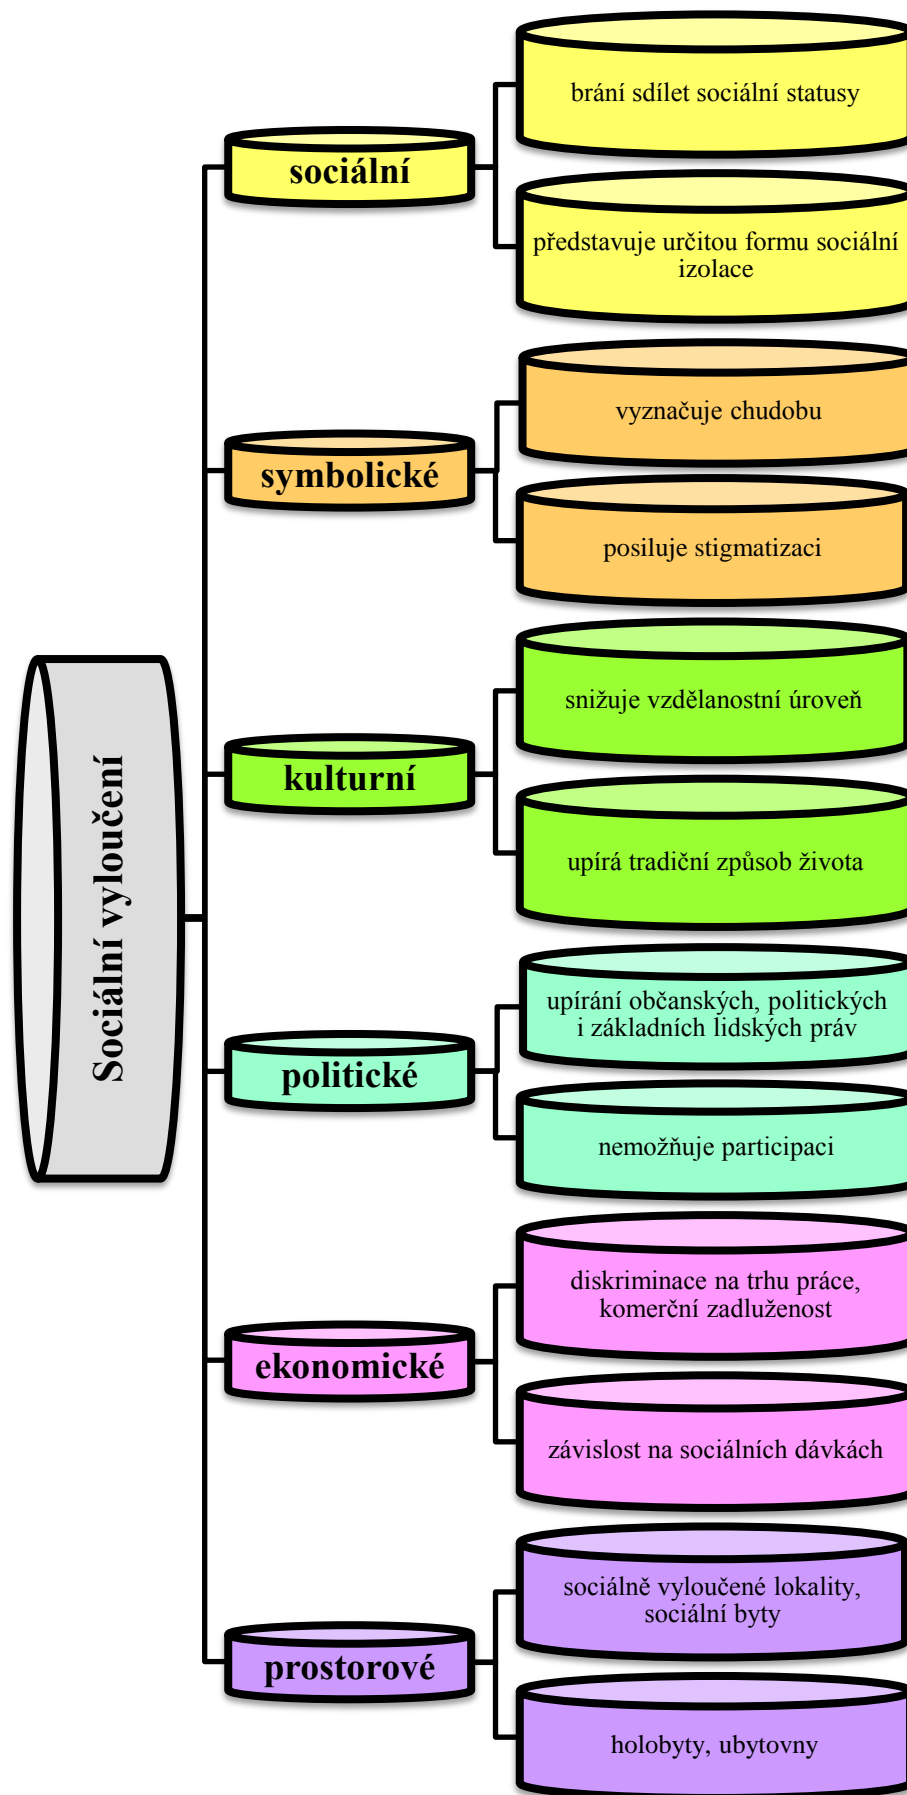 Sociální vyloučení
sociální
brání sdílet sociální statusy
představuje určitou formu sociální
izolace
symbolické
vyznačuje chudobu
posiluje stigmatizaci
kulturní
snižuje vzdělanostní úroveň
upírá tradiční způsob života
politické
upírání občanských, politických
i základních lidských práv
nemožňuje participaci
ekonomické
diskriminace na trhu práce,
komerční zadluženost
závislost na sociálních dávkách
prostorové
sociálně vyloučené lokality,
sociální byty
holobyty, ubytovny